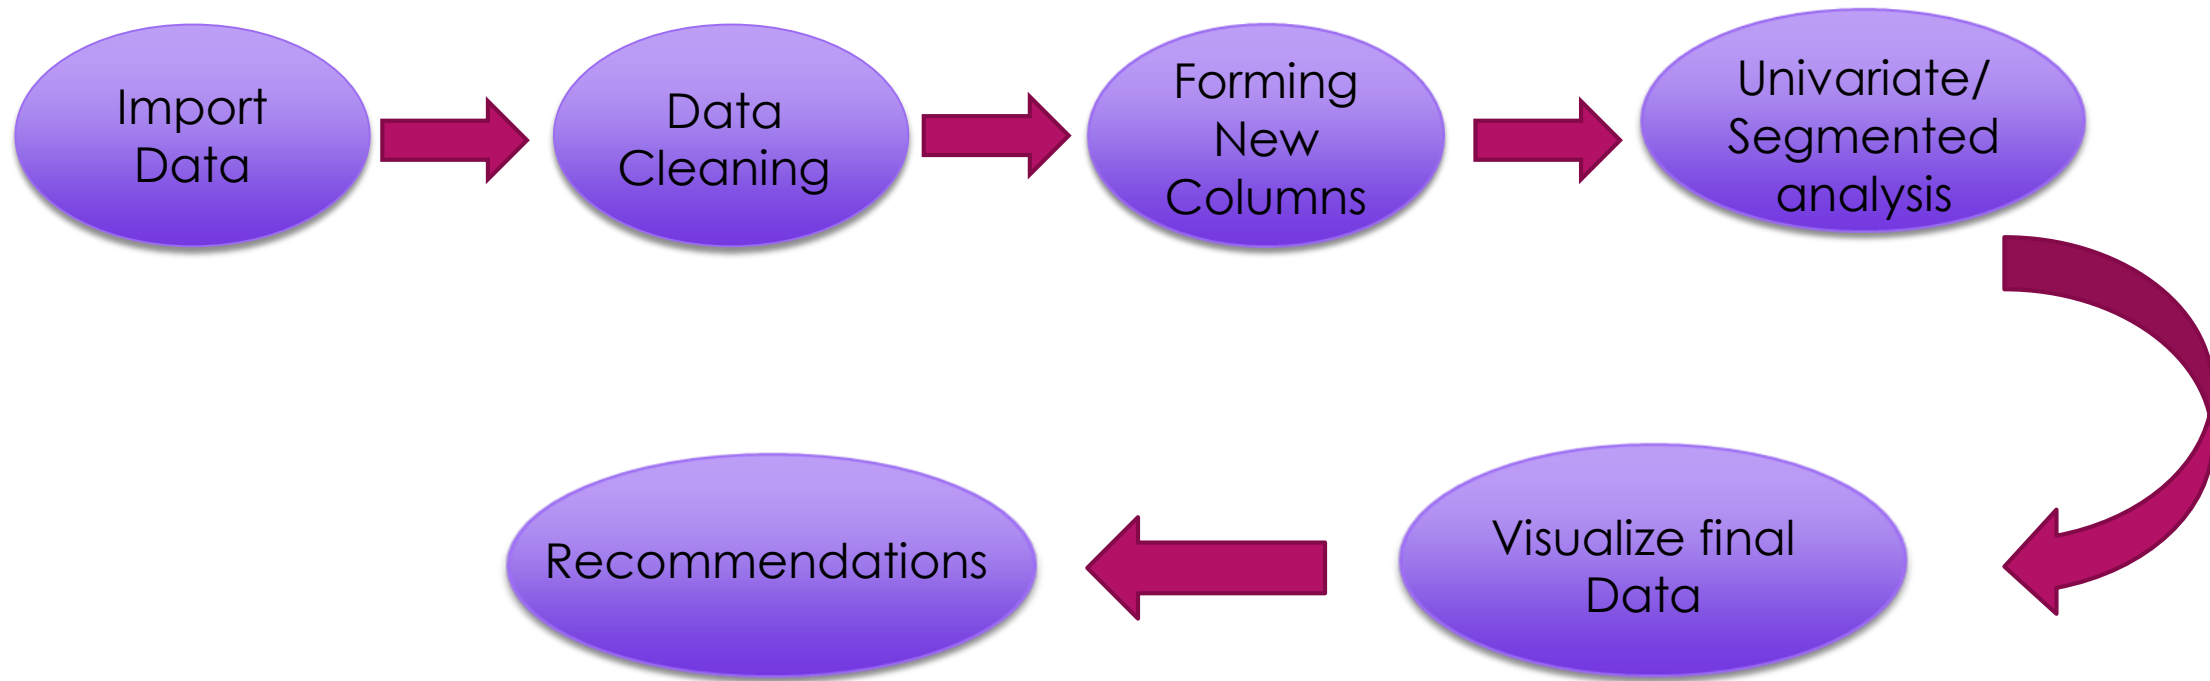 Import
Data
Data
Cleaning
Forming
New
Columns
Univariate/
Segmented
analysis
Visualize final
Data
Recommendations